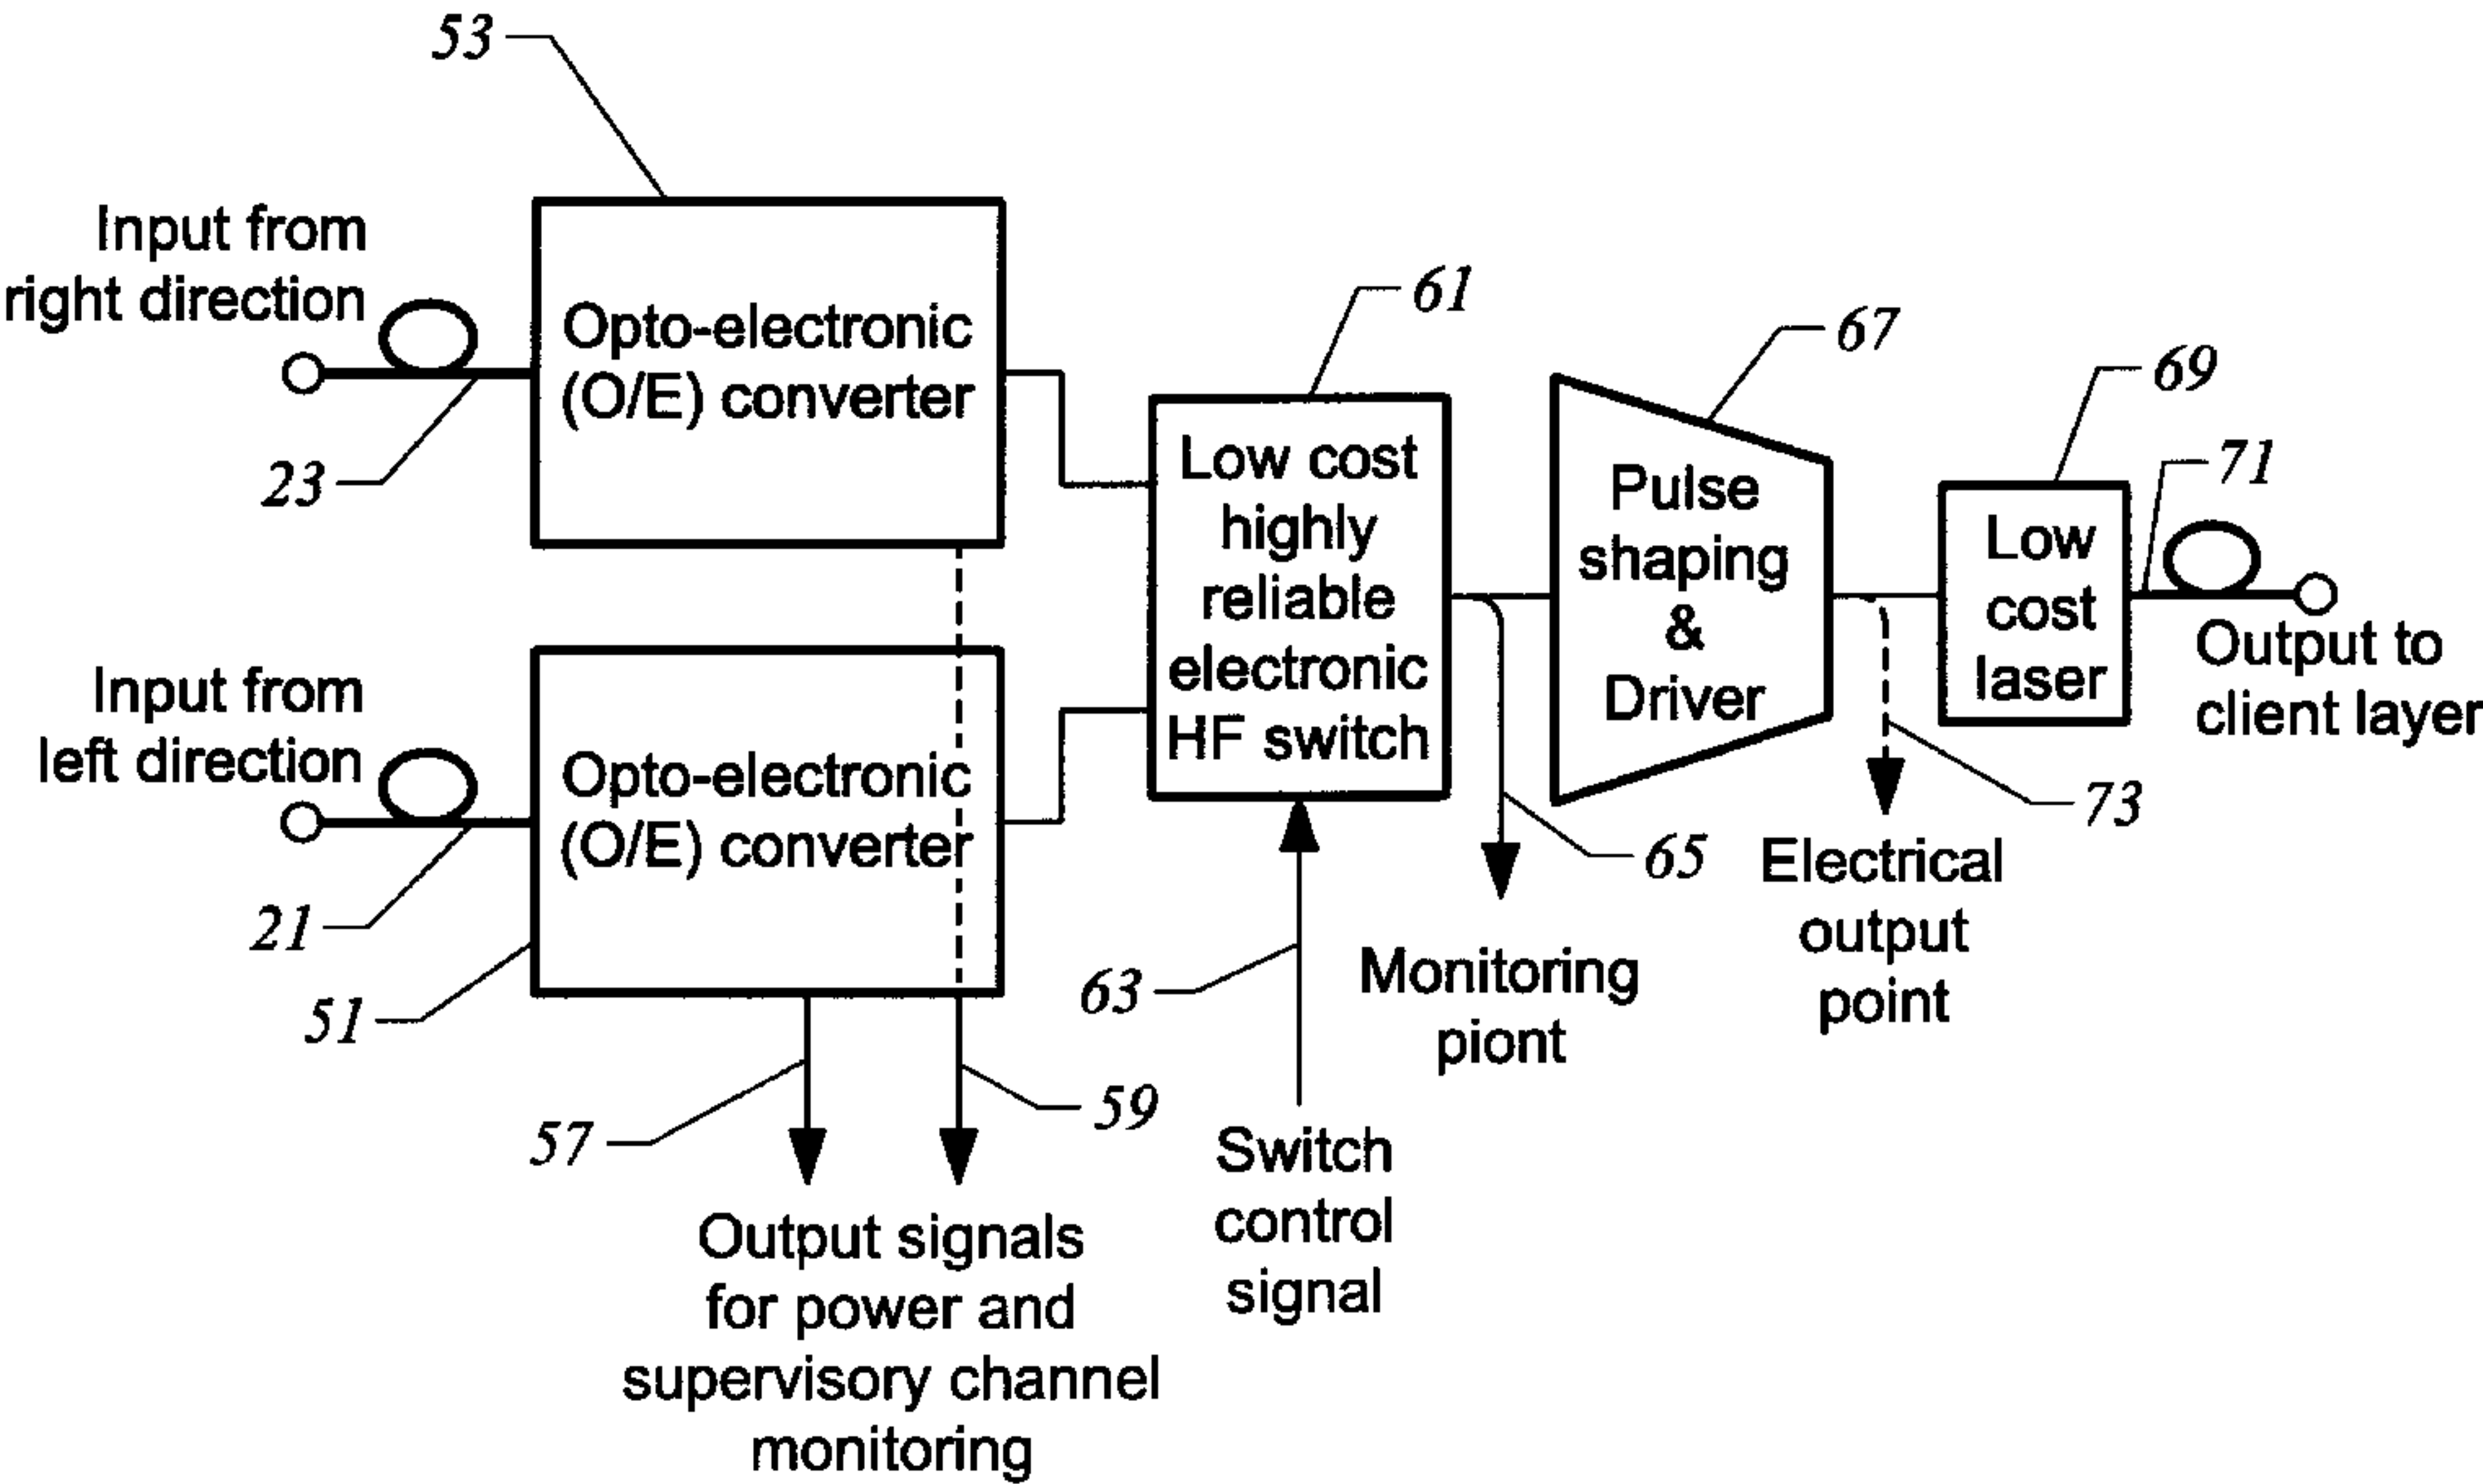 53
Input from
right direction
23
Opto-electronic
(O/E) converter
61
Low cost
highly
reliable
electronic
HF switch
67
Pulse
shaping
&
Driver
69
Low
cost
laser
71
Output to
client layer
Input from
left direction
21
51
Opto-electronic
(O/E) converter
57
59
Output signals
for power and
supervisory channel
monitoring
63
Switch
control
signal
65
Monitoring
piont
73
Electrical
output
point